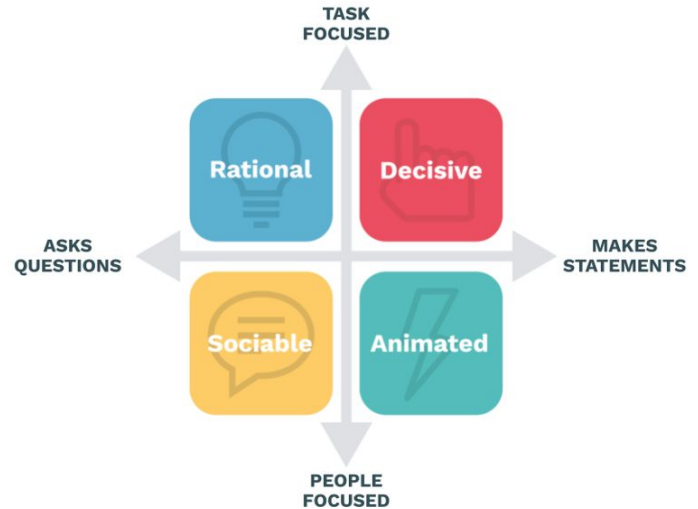 TASK
FOCUSED
Rational
Decisive
ASKS
QUESTIONS
MAKES
STATEMENTS
Sociable
Animated
PEOPLE
FOCUSED